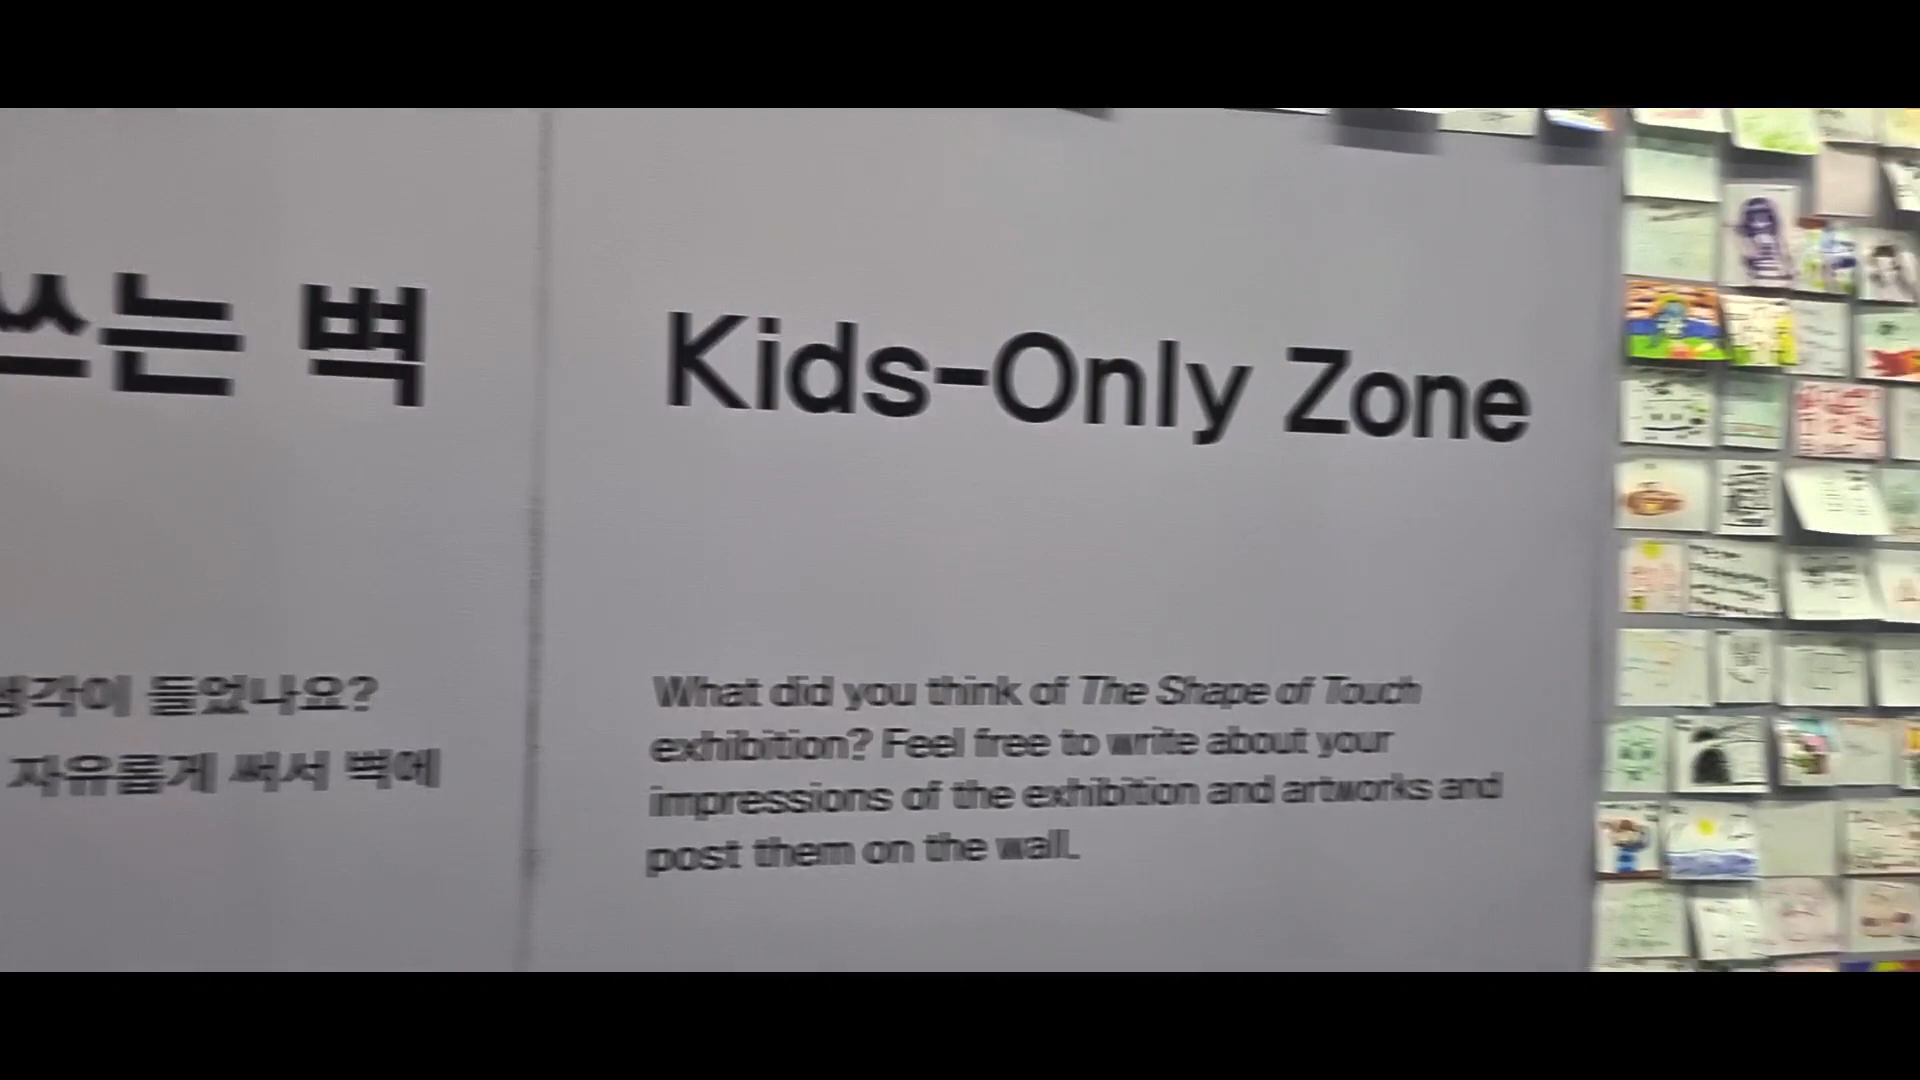 쓰는 벽
생각이 들었나요?
자유롭게 써서 벽에
Kids-Only Zone
What did you think of The Shape of Touch
exhibition? Feel free to write about your
impressions of the exhibition and artworks and
post them on the wall.